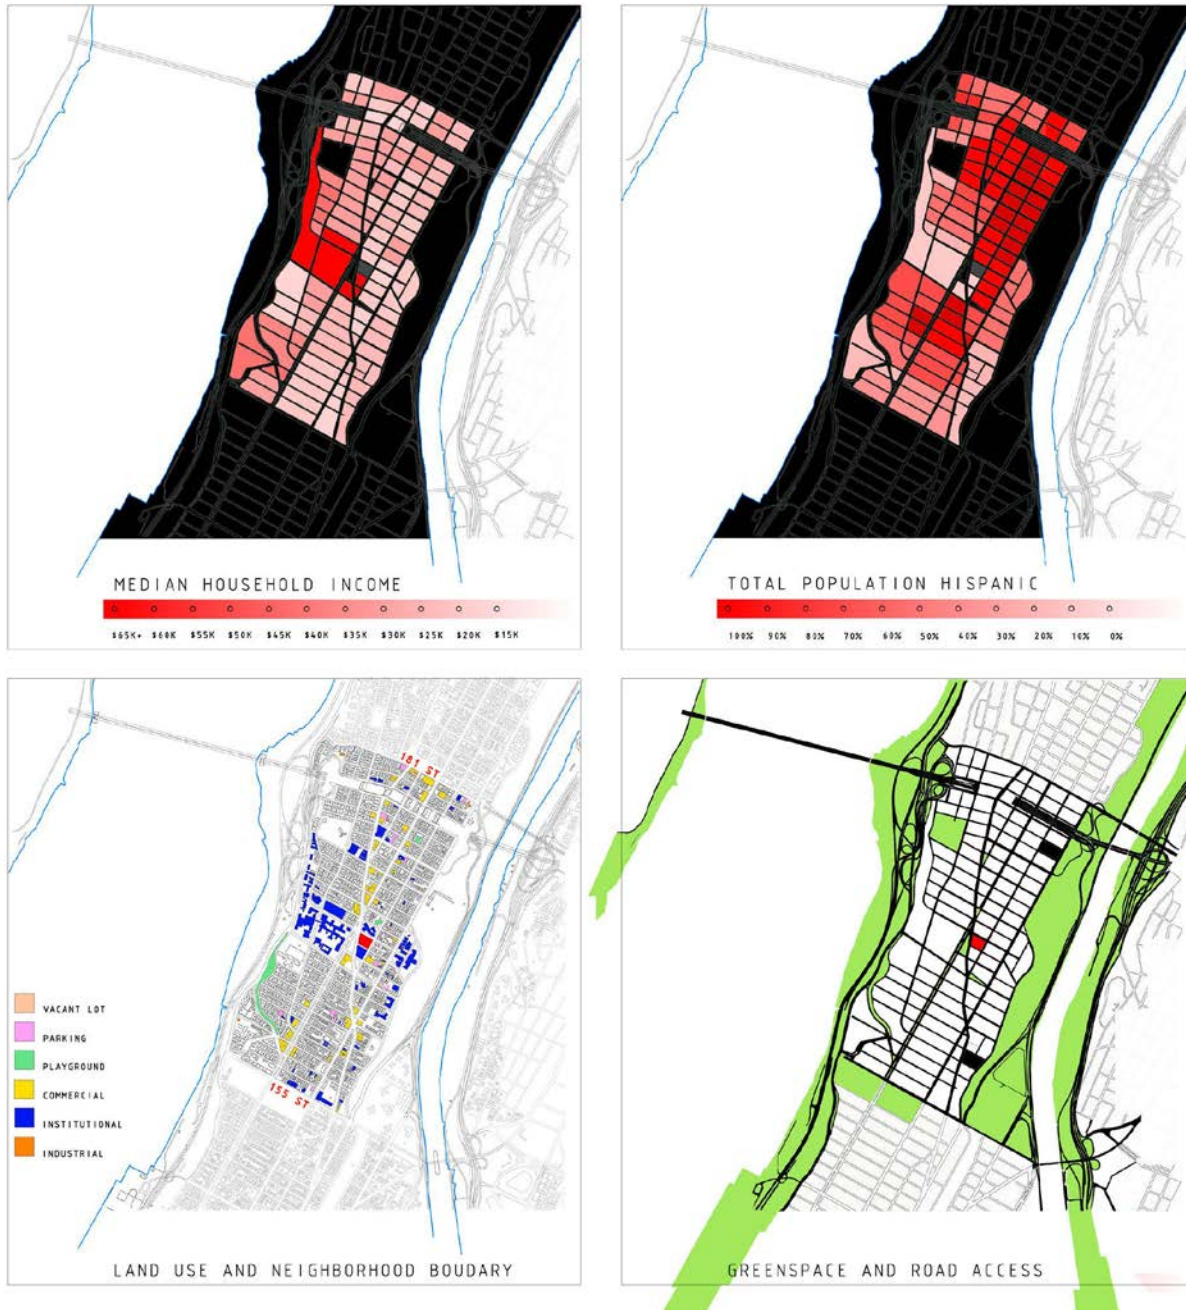 MEDIAN HOUSEHOLD INCOME
$65K+ $60K $55K $50K $45K $40K $35K $30K $25K $20K $15K
TOTAL POPULATION HISPANIC
100% 90% 80% 70% 60% 50% 40% 30% 20% 10% 0%
181 ST
155 ST
VACANT LOT
PARKING
PLAYGROUND
COMMERCIAL
INSTITUTIONAL
INDUSTRIAL
LAND USE AND NEIGHBORHOOD BOUDARY
GREENSPACE AND ROAD ACCESS